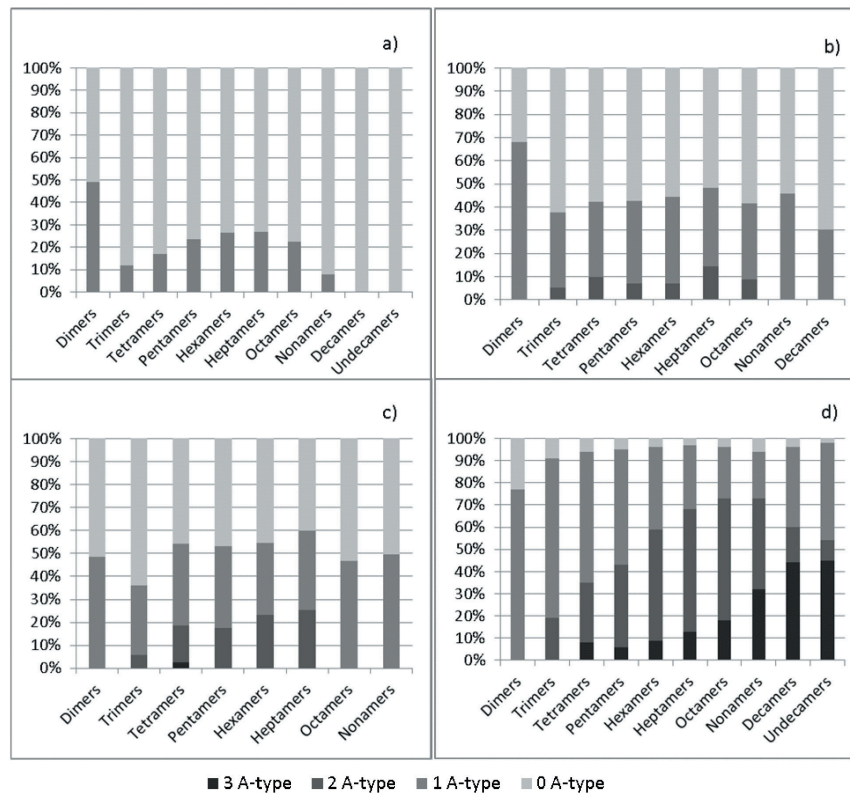 a)
100%
90%
80%
70%
60%
50%
40%
30%
20%
10%
0%
Dimers
Trimers
Tetramers
Pentamers
Hexamers
Heptamers
Octamers
Nonamers
Decamers
Undecamers
b)
100%
90%
80%
70%
60%
50%
40%
30%
20%
10%
0%
Dimers
Trimers
Tetramers
Pentamers
Hexamers
Heptamers
Octamers
Nonamers
Decamers
c)
100%
90%
80%
70%
60%
50%
40%
30%
20%
10%
0%
Dimers
Trimers
Tetramers
Pentamers
Hexamers
Heptamers
Octamers
Nonamers
d)
100%
90%
80%
70%
60%
50%
40%
30%
20%
10%
0%
Dimers
Trimers
Tetramers
Pentamers
Hexamers
Heptamers
Octamers
Nonamers
Decamers
Undecamers
3 A-type 2 A-type 1 A-type 0 A-type